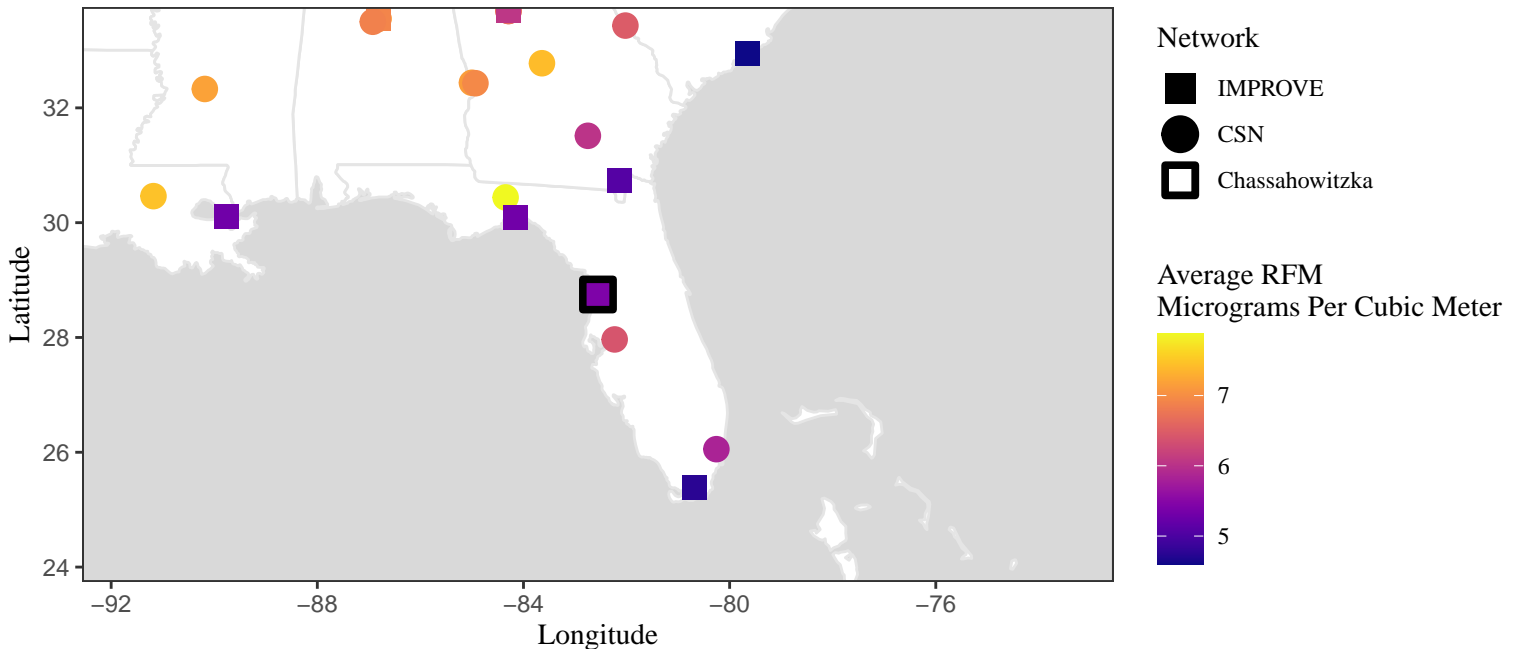 32
30
28
26
24
Latitude
−92
−88
−84
−80
−76
Longitude
Network
IMPROVE
CSN
Chassahowitzka
Average RFM
Micrograms Per Cubic Meter
7
6
5